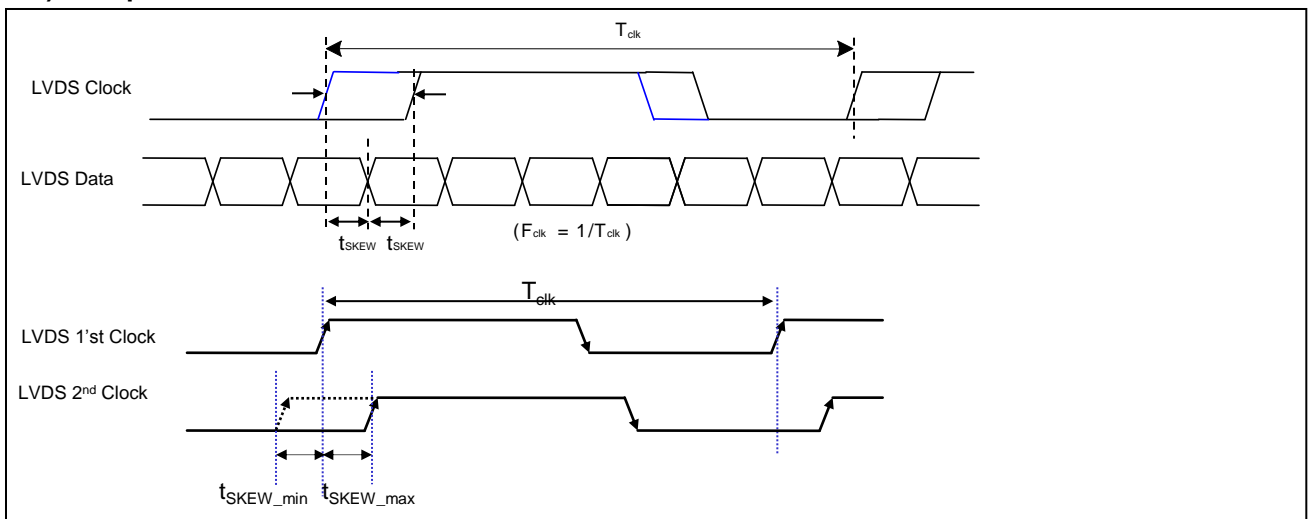 Tclk
LVDS Clock
LVDS Data
tSKEW tSKEW
(Fclk = 1/Tclk)
Tclk
LVDS 1'st Clock
LVDS 2nd Clock
tSKEW_min tSKEW_max